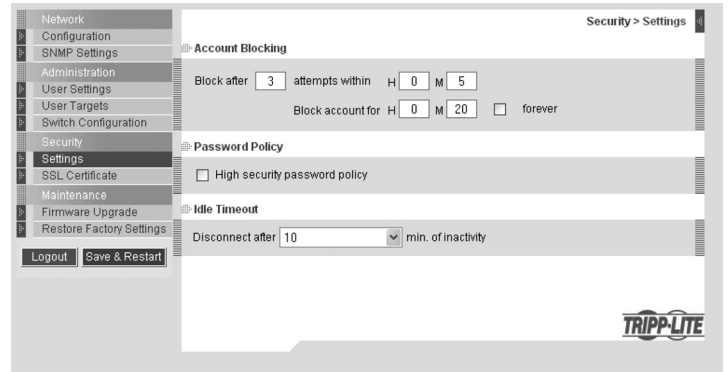 Network
Configuration
SNMP Settings
Administration
User Settings
User Targets
Switch Configuration
Security
Settings
SSL Certificate
Maintenance
Firmware Upgrade
Restore Factory Settings
Logout Save & Restart
Security > Settings
Account Blocking
Block after 3 attempts within H 0 M 5
Block account for H 0 M 20 forever
Password Policy
High security password policy
Idle Timeout
Disconnect after 10 min. of inactivity
TRIPP·LITE